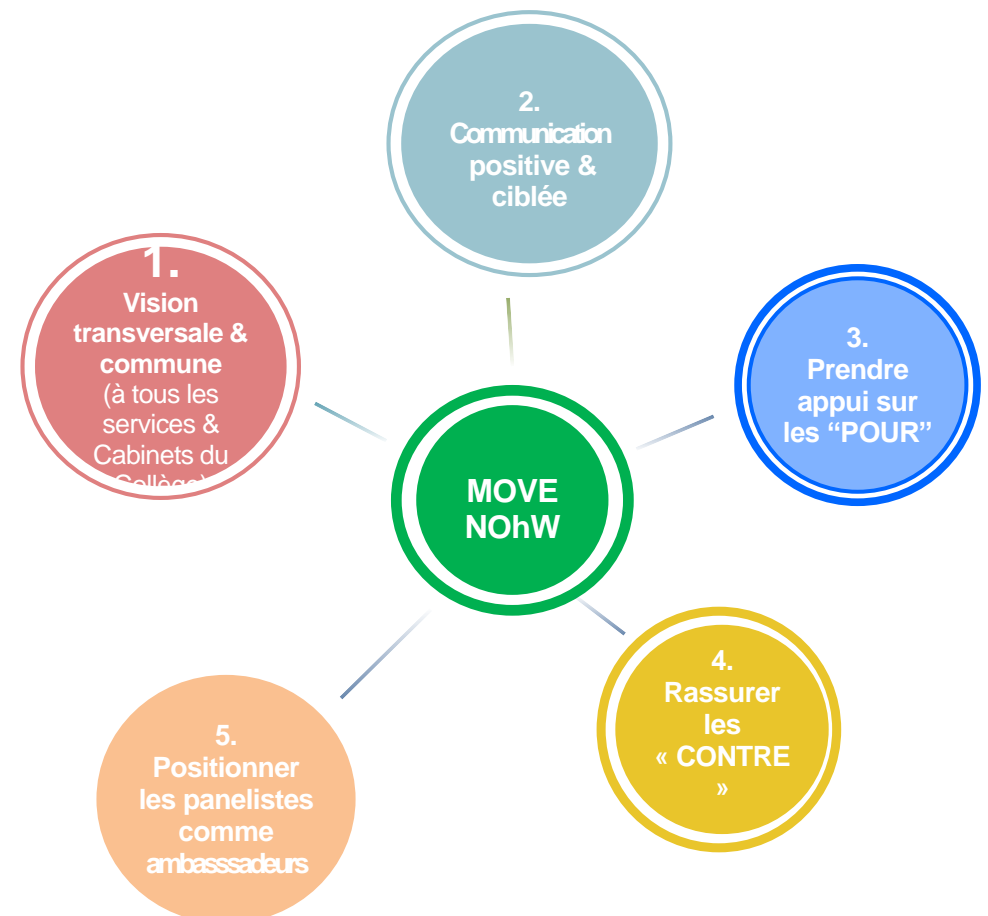 1.
Vision
transversale &
commune
(à tous les
services &
Cabinets du
Collège)
2.
Communication
positive &
ciblée
3.
Prendre
appui sur
les “POUR”
4.
Rassurer
les
« CONTRE
»
5.
Positionner
les panelistes
comme
ambasssadeurs
MOVE
NOhW